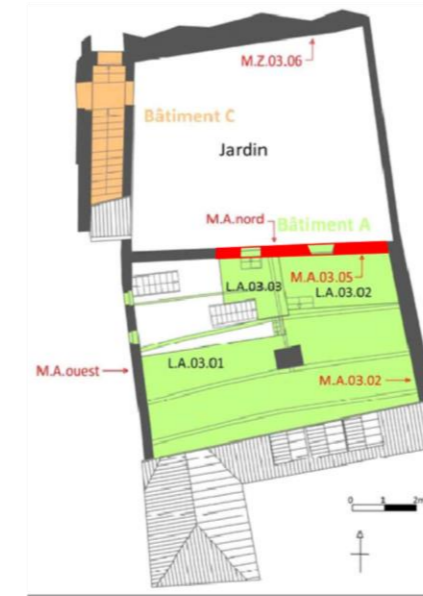 M.Z.03.06
Bâtiment C
Jardin
M.A.nord
Bâtiment A
M.A.03.05
L.A.03.03
L.A.03.02
L.A.03.01
M.A.ouest
M.A.03.02
0 1 2m